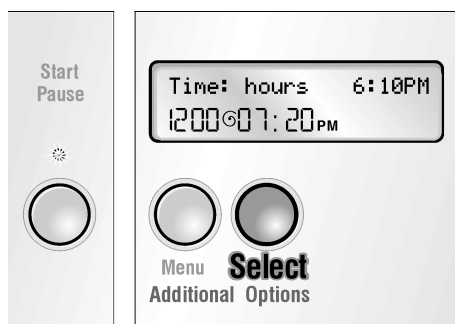 Start
Pause
Time: hours 6:10PM
1200 07:20PM
Menu Select
Additional Options